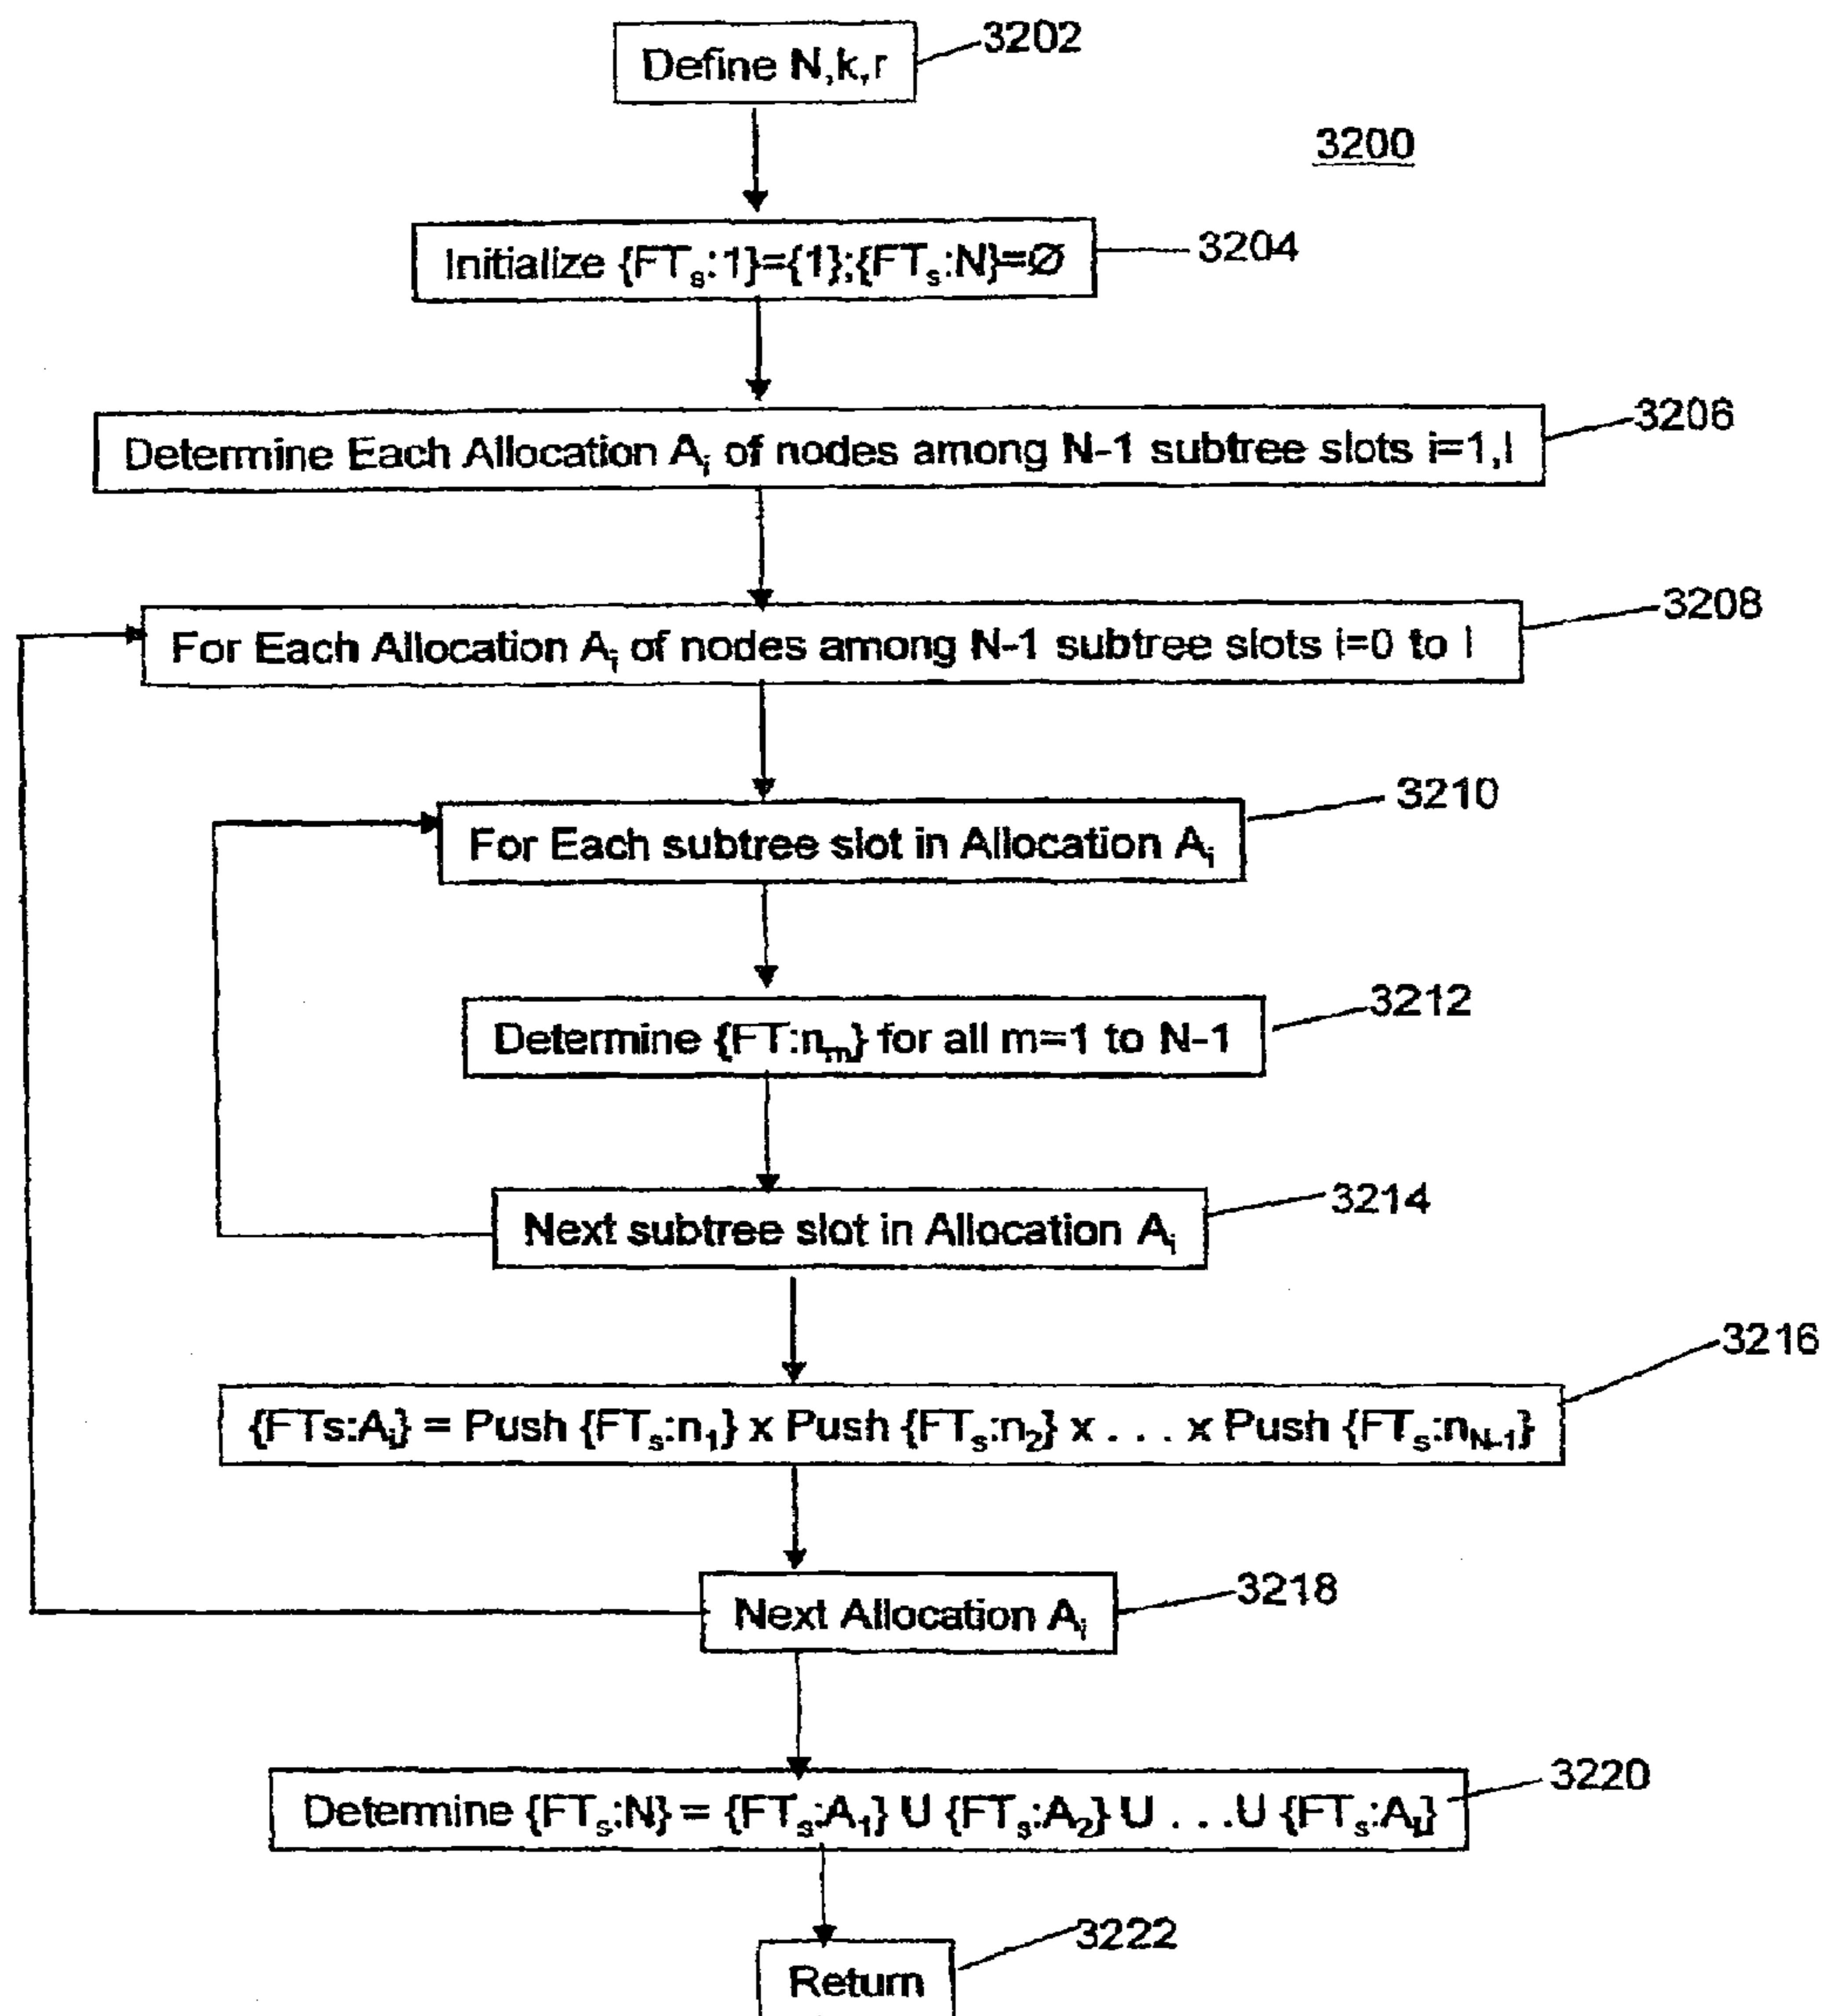 Define N,k,r
3202
3200
Initialize {FTₛ:1}={1};{FTₛ:N}=Ø
3204
Determine Each Allocation Aᵢ of nodes among N-1 subtree slots i=1,I
3206
For Each Allocation Aᵢ of nodes among N-1 subtree slots i=0 to I
3208
For Each subtree slot in Allocation Aᵢ
3210
Determine {FT:nₘ} for all m=1 to N-1
3212
Next subtree slot in Allocation Aᵢ
3214
{FTs:Aᵢ} = Push {FTₛ:n₁} x Push {FTₛ:n₂} x . . . x Push {FTₛ:n_N-1}
3216
Next Allocation Aᵢ
3218
Determine {FTₛ:N} = {FTₛ:A₁} U {FTₛ:A₂} U . . .U {FTₛ:A_I}
3220
Return
3222